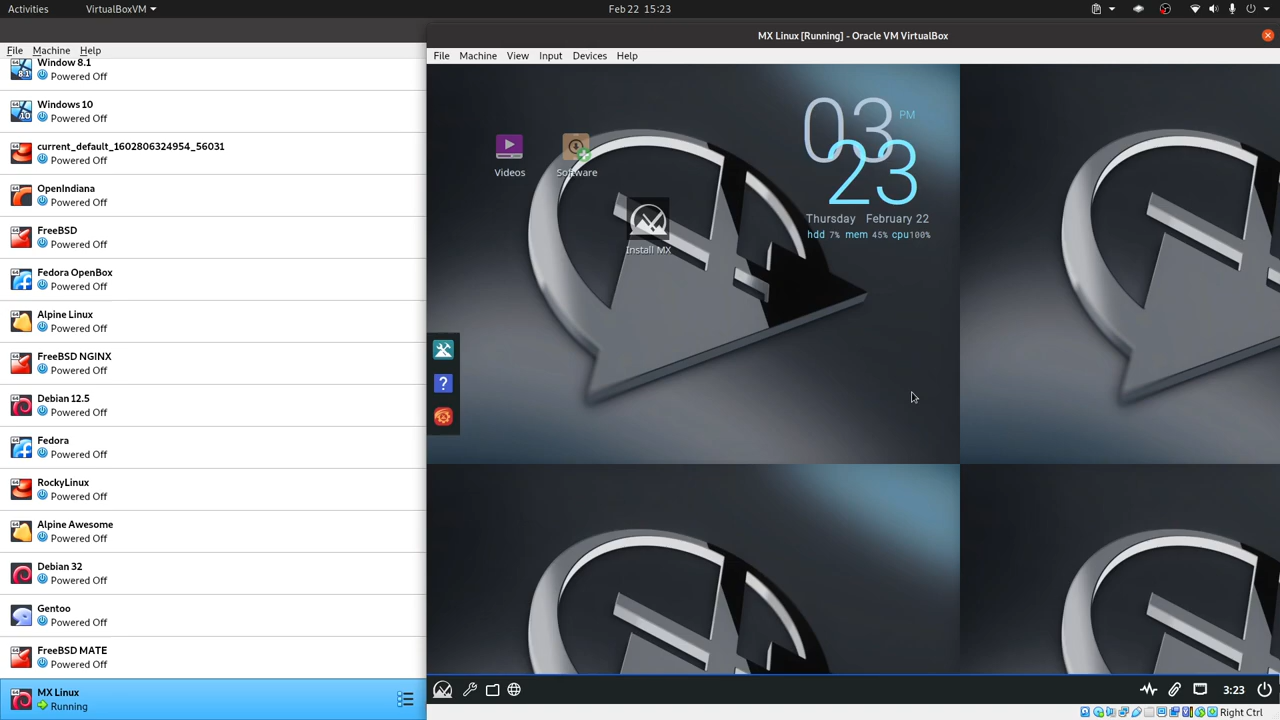 Activities
VirtualBoxVM
Feb 22 15:23
File Machine Help
Window 8.1
Powered Off
Windows 10
Powered Off
current_default_1602806324954_56031
Powered Off
OpenIndiana
Powered Off
FreeBSD
Powered Off
Fedora OpenBox
Powered Off
Alpine Linux
Powered Off
FreeBSD NGINX
Powered Off
Debian 12.5
Powered Off
Fedora
Powered Off
RockyLinux
Powered Off
Alpine Awesome
Powered Off
Debian 32
Powered Off
Gentoo
Powered Off
FreeBSD MATE
Powered Off
MX Linux
Running
MX Linux [Running] - Oracle VM VirtualBox
File Machine View Input Devices Help
Videos
Software
Install MX
03 PM
23
Thursday February 22
hdd 7% mem 45% cpu100%
3:23
Right Ctrl